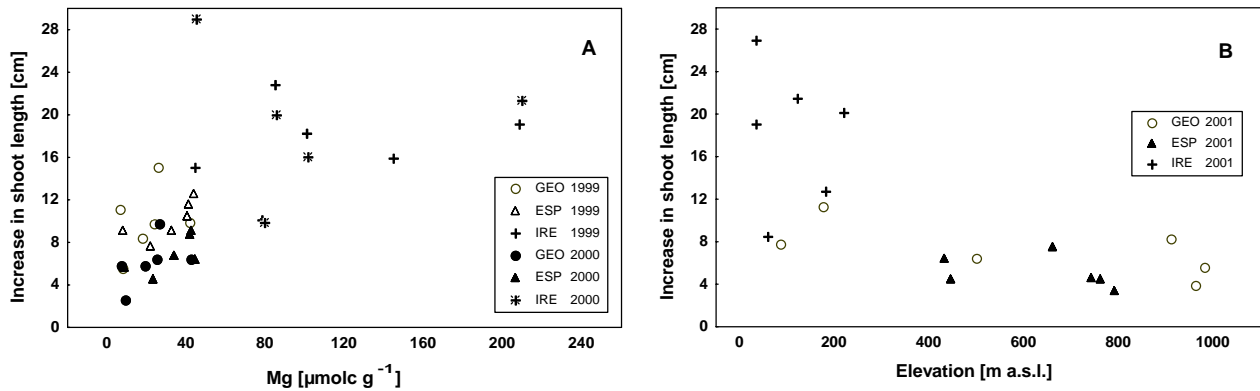 A
Increase in shoot length [cm]
28
24
20
16
12
8
4
0
GEO 1999
ESP 1999
IRE 1999
GEO 2000
ESP 2000
IRE 2000
0 40 80 120 160 200 240
Mg [µmolc g⁻¹]
B
Increase in shoot length [cm]
28
24
20
16
12
8
4
0
GEO 2001
ESP 2001
IRE 2001
0 200 400 600 800 1000
Elevation [m a.s.l.]